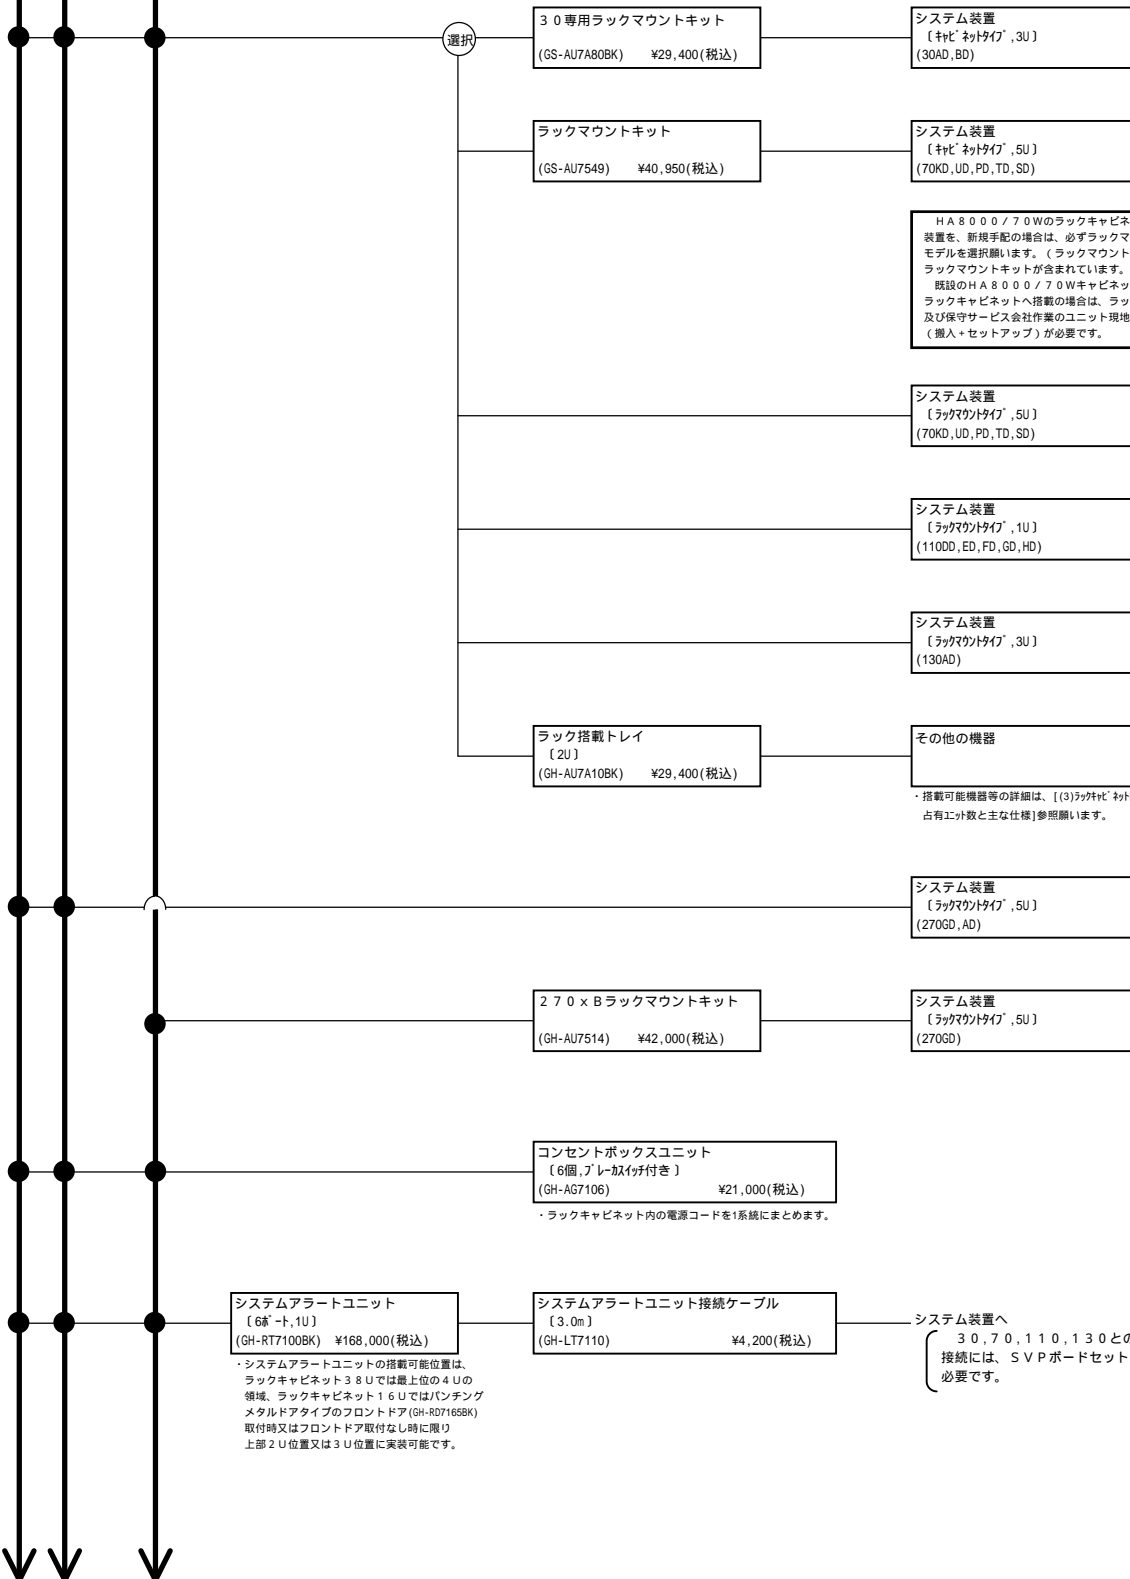 選択
３０専用ラックマウントキット
(GS-AU7A80BK) ¥29,400(税込)
システム装置
〔ｷｬﾋﾞﾈｯﾄﾀｲﾌﾟ,3U〕
(30AD,BD)
ラックマウントキット
(GS-AU7549) ¥40,950(税込)
システム装置
〔ｷｬﾋﾞﾈｯﾄﾀｲﾌﾟ,5U〕
(70KD,UD,PD,TD,SD)
ＨＡ８０００／７０Ｗのラックキャビネ
装置を、新規手配の場合は、必ずラックマ
モデルを選択願います。（ラックマウント
ラックマウントキットが含まれています。
既設のＨＡ８０００／７０Ｗキャビネッ
ラックキャビネットへ搭載の場合は、ラッ
及び保守サービス会社作業のユニット現地
（搬入＋セットアップ）が必要です。
システム装置
〔ﾗｯｸﾏｳﾝﾄﾀｲﾌﾟ,5U〕
(70KD,UD,PD,TD,SD)
システム装置
〔ﾗｯｸﾏｳﾝﾄﾀｲﾌﾟ,1U〕
(110DD,ED,FD,GD,HD)
システム装置
〔ﾗｯｸﾏｳﾝﾄﾀｲﾌﾟ,3U〕
(130AD)
ラック搭載トレイ
〔2U〕
(GH-AU7A10BK) ¥29,400(税込)
その他の機器
・搭載可能機器等の詳細は、[(3)ﾗｯｸｷｬﾋﾞﾈｯﾄ
占有ﾕﾆｯﾄ数と主な仕様]参照願います。
システム装置
〔ﾗｯｸﾏｳﾝﾄﾀｲﾌﾟ,5U〕
(270GD,AD)
２７０ｘＢラックマウントキット
(GH-AU7514) ¥42,000(税込)
システム装置
〔ﾗｯｸﾏｳﾝﾄﾀｲﾌﾟ,5U〕
(270GD)
コンセントボックスユニット
〔6個,ﾌﾞﾚｰｶｽｲｯﾁ付き〕
(GH-AG7106) ¥21,000(税込)
・ラックキャビネット内の電源コードを1系統にまとめます。
システムアラートユニット
〔6ﾎﾟｰﾄ,1U〕
(GH-RT7100BK) ¥168,000(税込)
・システムアラートユニットの搭載可能位置は、
ラックキャビネット３８Ｕでは最上位の４Ｕの
領域、ラックキャビネット１６Ｕではパンチング
メタルドアタイプのフロントドア(GH-RD7165BK)
取付時又はフロントドア取付なし時に限り
上部２Ｕ位置又は３Ｕ位置に実装可能です。
システムアラートユニット接続ケーブル
〔3.0m〕
(GH-LT7110) ¥4,200(税込)
システム装置へ
３０,７０,１１０,１３０との
接続には、ＳＶＰボードセット
必要です。